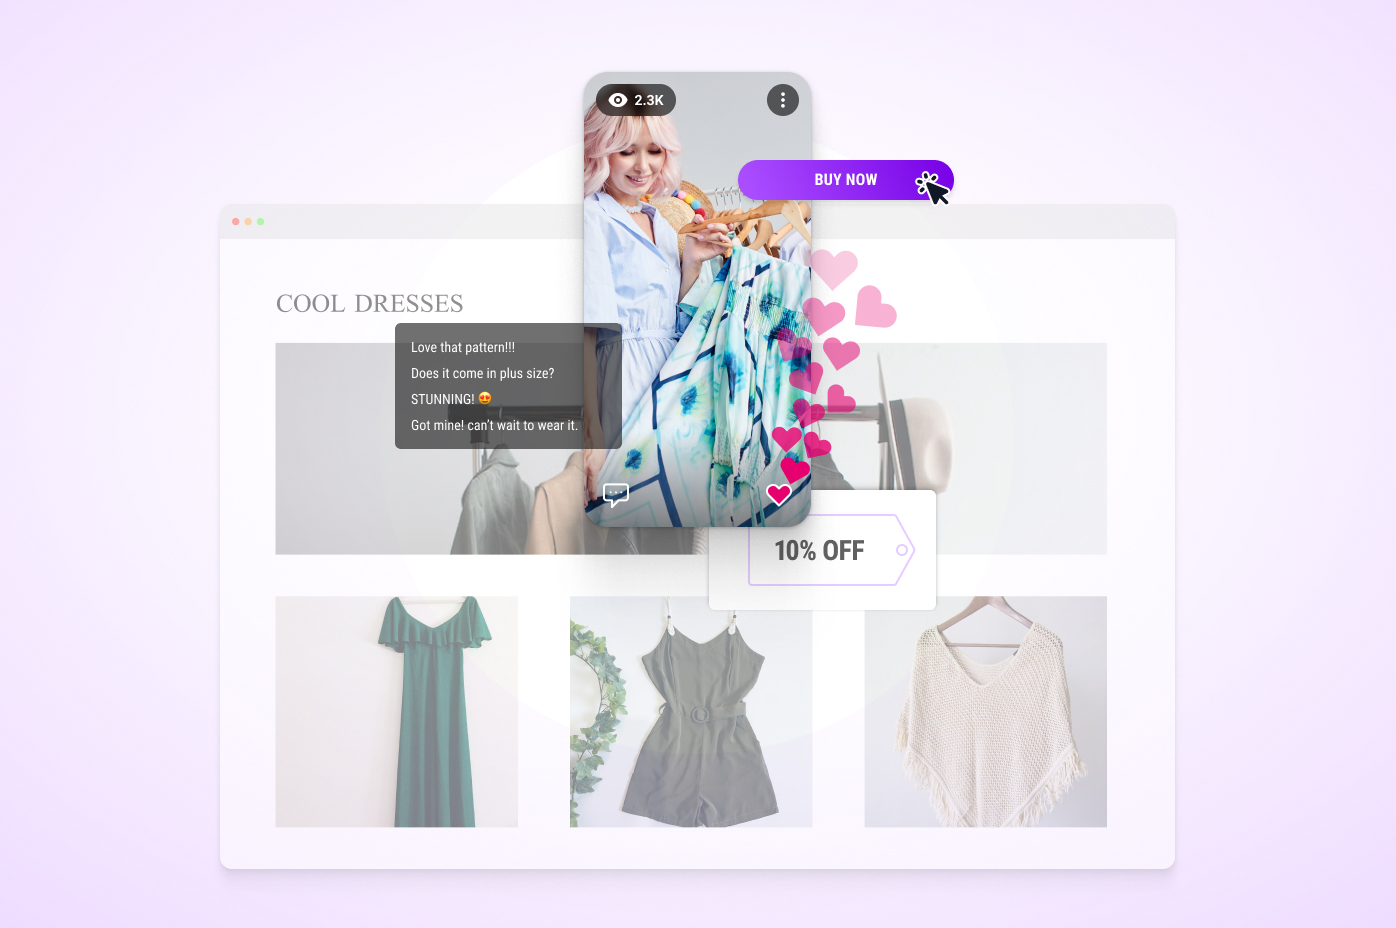 2.3K
BUY NOW
COOL DRESSES
Love that pattern!!!
Does it come in plus size?
STUNNING! 😍
Got mine! can't wait to wear it.
10% OFF